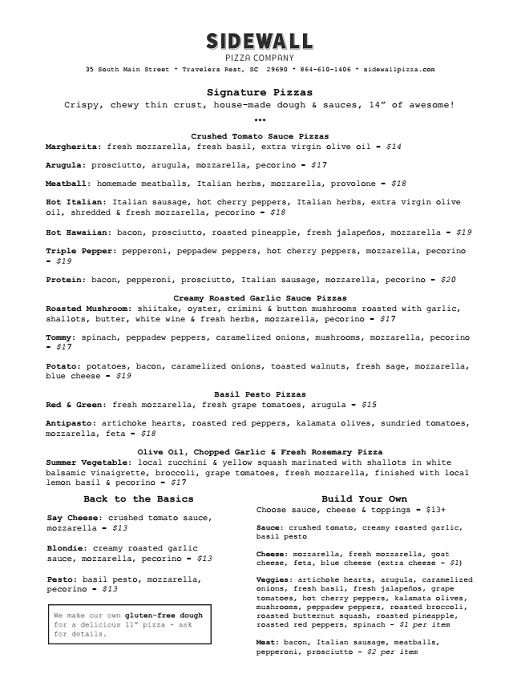 SIDEWALL
PIZZA COMPANY
35 South Main Street * Travelers Rest, SC 29690 * 864-610-1406 * sidewallpizza.com
Signature Pizzas
Crispy, chewy thin crust, house-made dough & sauces, 14” of awesome!
***
Crushed Tomato Sauce Pizzas
Margherita: fresh mozzarella, fresh basil, extra virgin olive oil - $14
Arugula: prosciutto, arugula, mozzarella, pecorino - $17
Meatball: homemade meatballs, Italian herbs, mozzarella, provolone - $18
Hot Italian: Italian sausage, hot cherry peppers, Italian herbs, extra virgin olive
oil, shredded & fresh mozzarella, pecorino - $18
Hot Hawaiian: bacon, prosciutto, roasted pineapple, fresh jalapeños, mozzarella - $19
Triple Pepper: pepperoni, peppadew peppers, hot cherry peppers, mozzarella, pecorino
- $19
Protein: bacon, pepperoni, prosciutto, Italian sausage, mozzarella, pecorino - $20
Creamy Roasted Garlic Sauce Pizzas
Roasted Mushroom: shiitake, oyster, crimini & button mushrooms roasted with garlic,
shallots, butter, white wine & fresh herbs, mozzarella, pecorino - $17
Tommy: spinach, peppadew peppers, caramelized onions, mushrooms, mozzarella, pecorino
- $17
Potato: potatoes, bacon, caramelized onions, toasted walnuts, fresh sage, mozzarella,
blue cheese - $19
Basil Pesto Pizzas
Red & Green: fresh mozzarella, fresh grape tomatoes, arugula - $15
Antipasto: artichoke hearts, roasted red peppers, kalamata olives, sundried tomatoes,
mozzarella, feta - $18
Olive Oil, Chopped Garlic & Fresh Rosemary Pizza
Summer Vegetable: local zucchini & yellow squash marinated with shallots in white
balsamic vinaigrette, broccoli, grape tomatoes, fresh mozzarella, finished with local
lemon basil & pecorino - $17
Back to the Basics
Say Cheese: crushed tomato sauce,
mozzarella - $13
Blondie: creamy roasted garlic
sauce, mozzarella, pecorino - $13
Pesto: basil pesto, mozzarella,
pecorino - $13
We make our own gluten-free dough
for a delicious 11” pizza - ask
for details.
Build Your Own
Choose sauce, cheese & toppings - $13+
Sauce: crushed tomato, creamy roasted garlic,
basil pesto
Cheese: mozzarella, fresh mozzarella, goat
cheese, feta, blue cheese (extra cheese - $1)
Veggies: artichoke hearts, arugula, caramelized
onions, fresh basil, fresh jalapeños, grape
tomatoes, hot cherry peppers, kalamata olives,
mushrooms, peppadew peppers, roasted broccoli,
roasted butternut squash, roasted pineapple,
roasted red peppers, spinach - $1 per item
Meat: bacon, Italian sausage, meatballs,
pepperoni, prosciutto - $2 per item